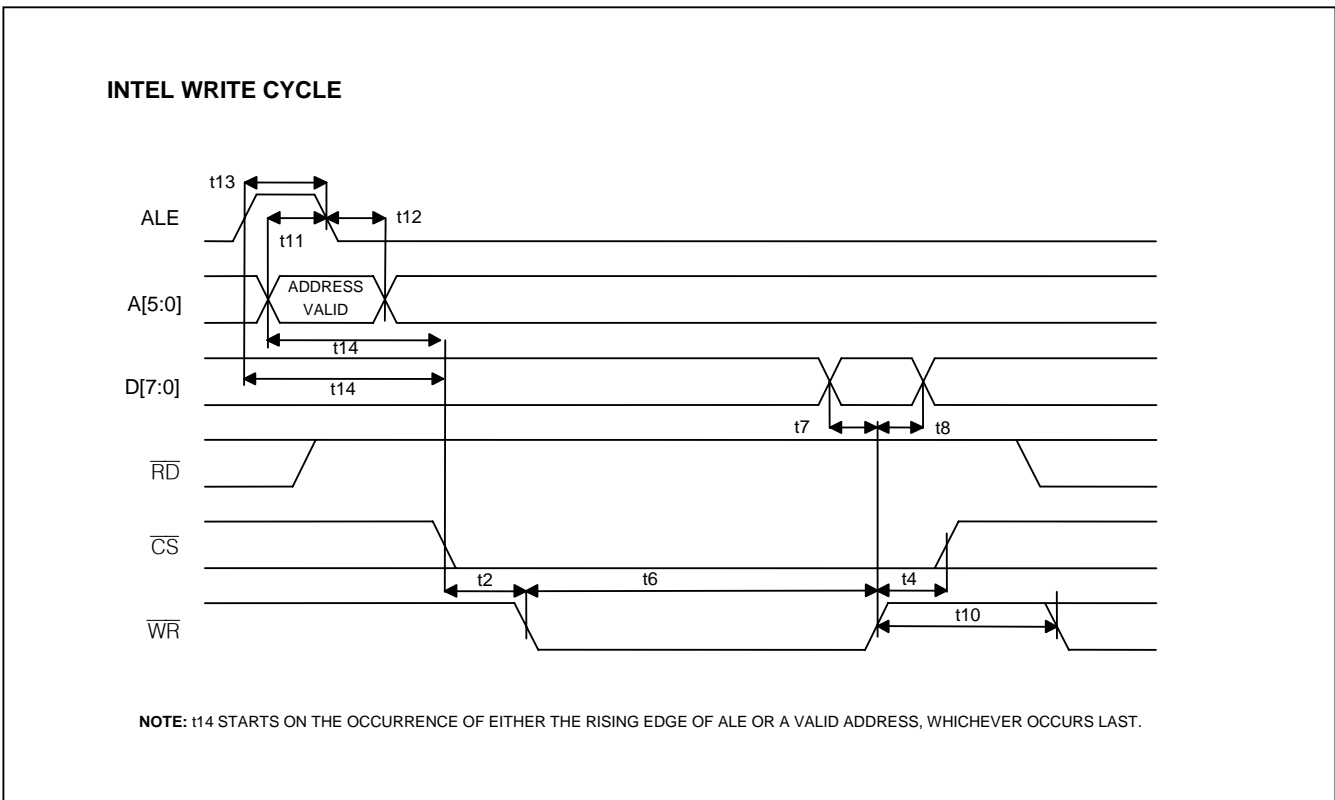 INTEL WRITE CYCLE
t13
ALE
t12
t11
A[5:0]
ADDRESS
VALID
t14
D[7:0]
t14
t7
t8
RD
CS
t2
t6
t4
WR
t10
NOTE: t14 STARTS ON THE OCCURRENCE OF EITHER THE RISING EDGE OF ALE OR A VALID ADDRESS, WHICHEVER OCCURS LAST.